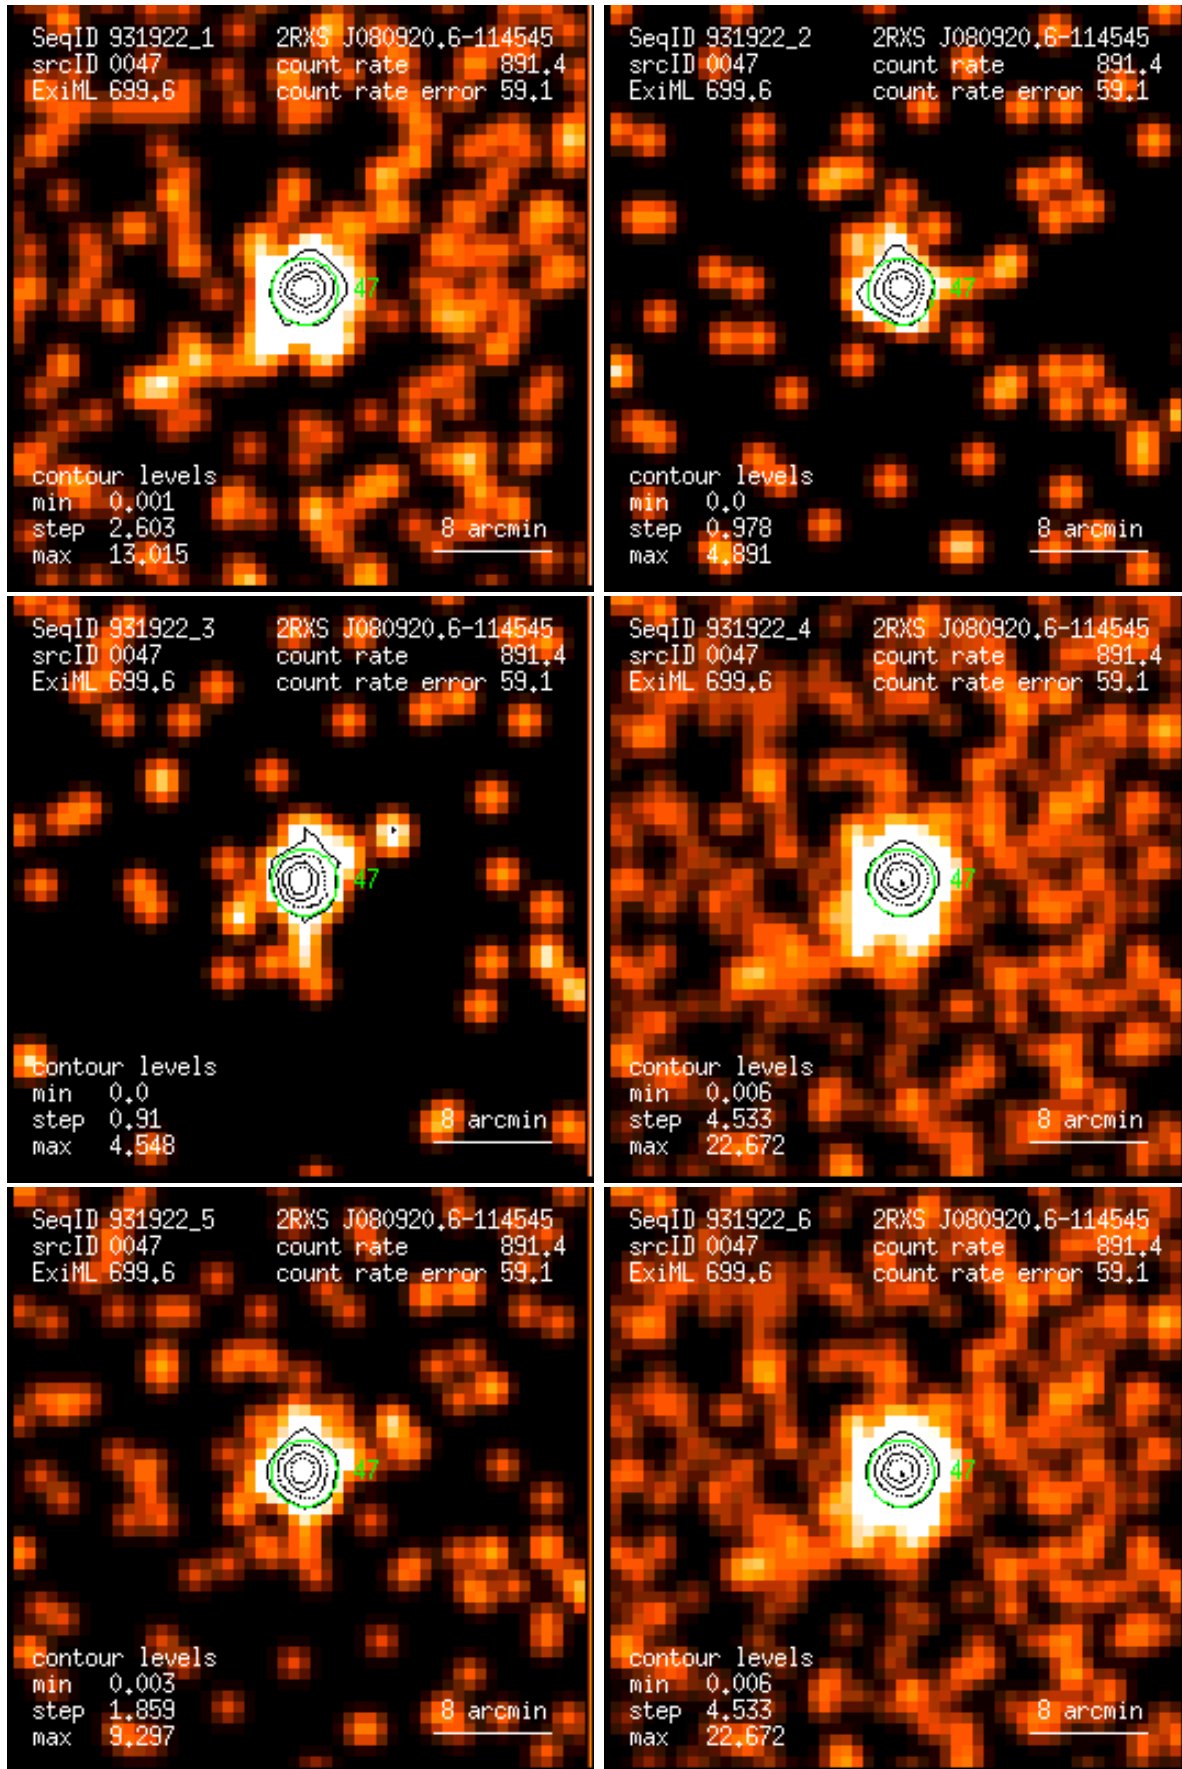 SeqID 931922_1 2RXS J080920.6-114545
srcID 0047 count rate 891.4
ExiML 699.6 count rate error 59.1
47
contour levels
min 0.001
step 2.603
max 13.015
8 arcmin
SeqID 931922_2 2RXS J080920.6-114545
srcID 0047 count rate 891.4
ExiML 699.6 count rate error 59.1
47
contour levels
min 0.0
step 0.978
max 4.891
8 arcmin
SeqID 931922_3 2RXS J080920.6-114545
srcID 0047 count rate 891.4
ExiML 699.6 count rate error 59.1
47
contour levels
min 0.0
step 0.91
max 4.548
8 arcmin
SeqID 931922_4 2RXS J080920.6-114545
srcID 0047 count rate 891.4
ExiML 699.6 count rate error 59.1
47
contour levels
min 0.006
step 4.533
max 22.672
8 arcmin
SeqID 931922_5 2RXS J080920.6-114545
srcID 0047 count rate 891.4
ExiML 699.6 count rate error 59.1
47
contour levels
min 0.003
step 1.859
max 9.297
8 arcmin
SeqID 931922_6 2RXS J080920.6-114545
srcID 0047 count rate 891.4
ExiML 699.6 count rate error 59.1
47
contour levels
min 0.006
step 4.533
max 22.672
8 arcmin